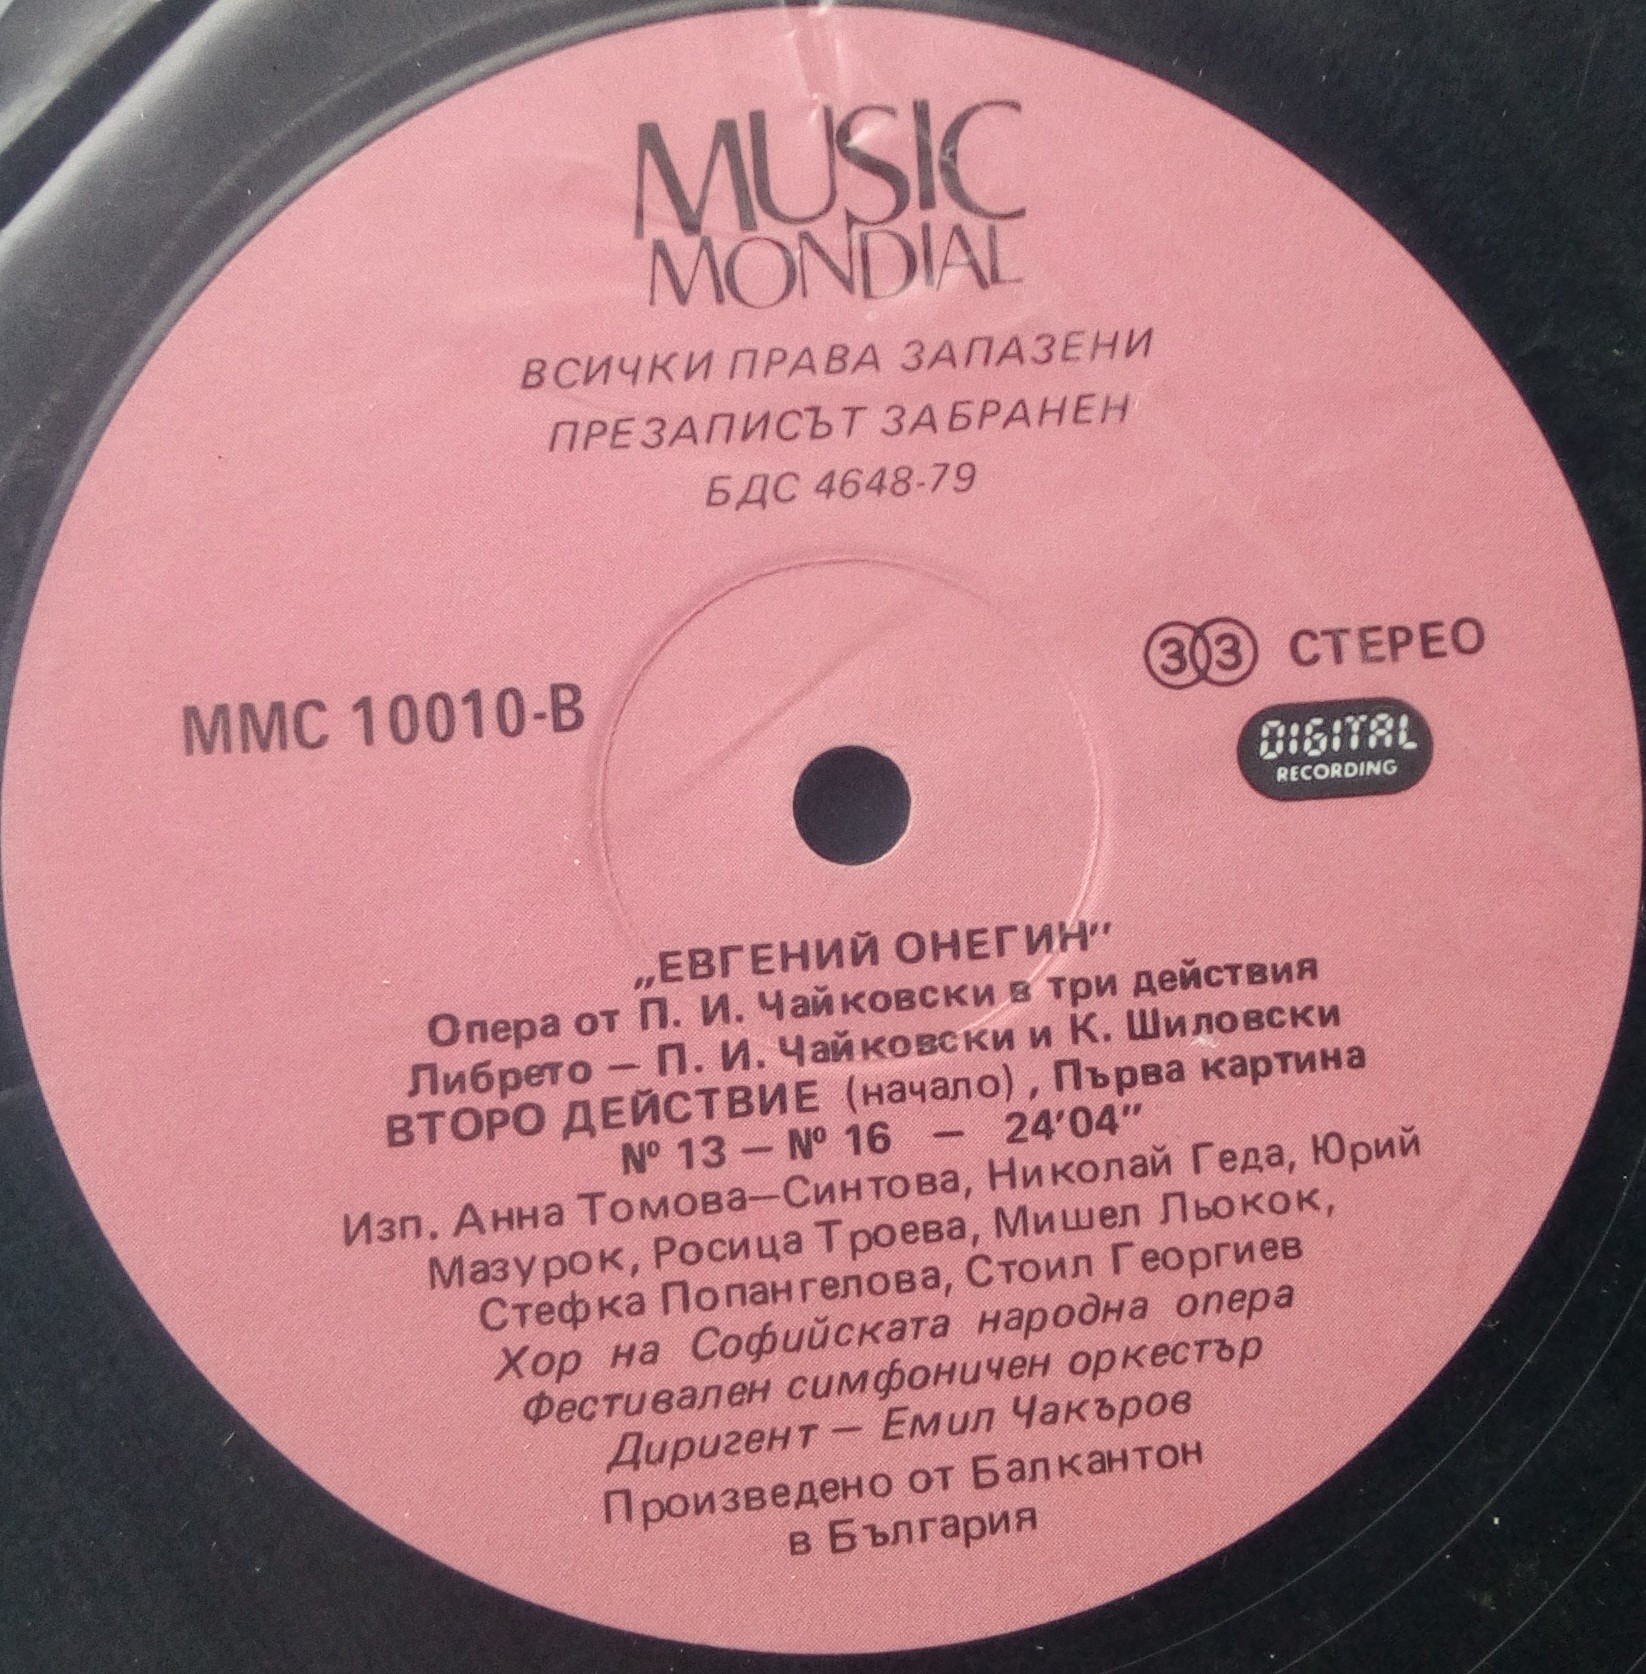 MUSIC
MONDIAL
ВСИЧКИ ПРАВА ЗАПАЗЕНИ
ПРЕЗАПИСЪТ ЗАБРАНЕН
БДС 4648-79
33 СТЕРЕО
ММС 10010-В
DIGITAL
RECORDING
„ЕВГЕНИЙ ОНЕГИН”
Опера от П. И. Чайковски в три действия
Либрето — П. И. Чайковски и К. Шиловски
ВТОРО ДЕЙСТВИЕ (начало), Първа картина
№ 13 — № 16 — 24′04″
Изп. Анна Томова—Синтова, Николай Геда, Юрий
Мазурок, Росица Троева, Мишел Льокок,
Стефка Попангелова, Стоил Георгиев
Хор на Софийската народна опера
Фестивален симфоничен оркестър
Диригент — Емил Чакъров
Произведено от Балкантон
в България